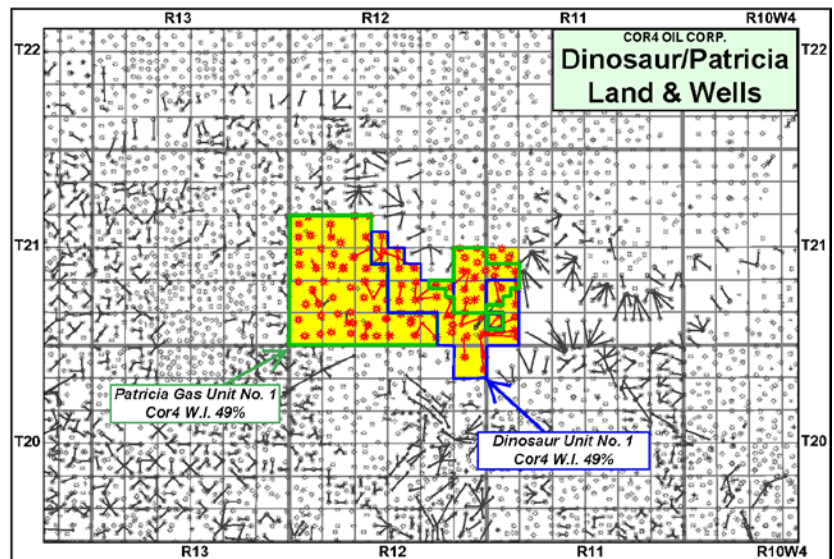 R13 R12 R11 R10W4
T22 T22
COR4 OIL CORP.
Dinosaur/Patricia
Land & Wells
T21 T21
Patricia Gas Unit No. 1
Cor4 W.I. 49%
Dinosaur Unit No. 1
Cor4 W.I. 49%
T20 T20
R13 R12 R11 R10W4